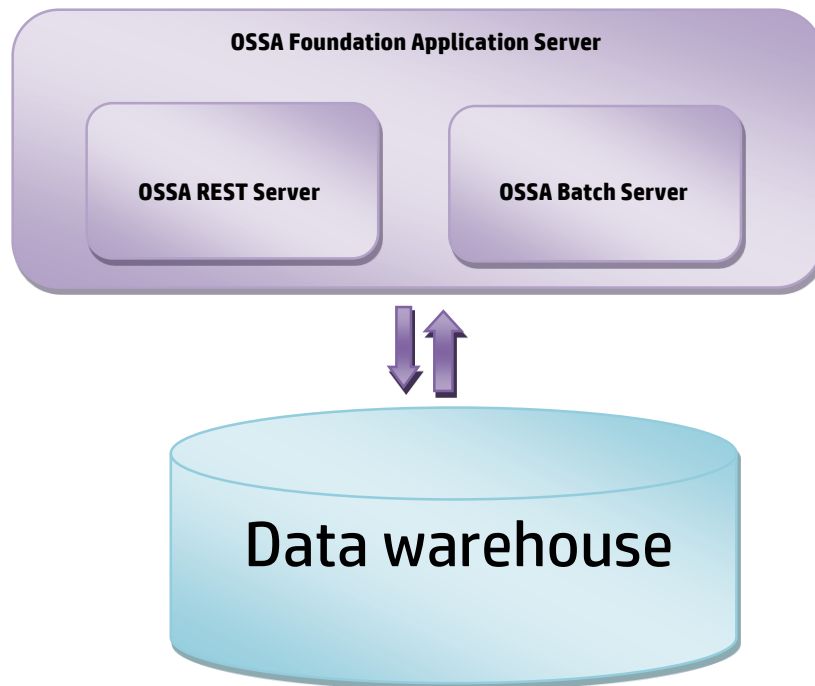 OSSA Foundation Application Server
OSSA REST Server
OSSA Batch Server
Data warehouse